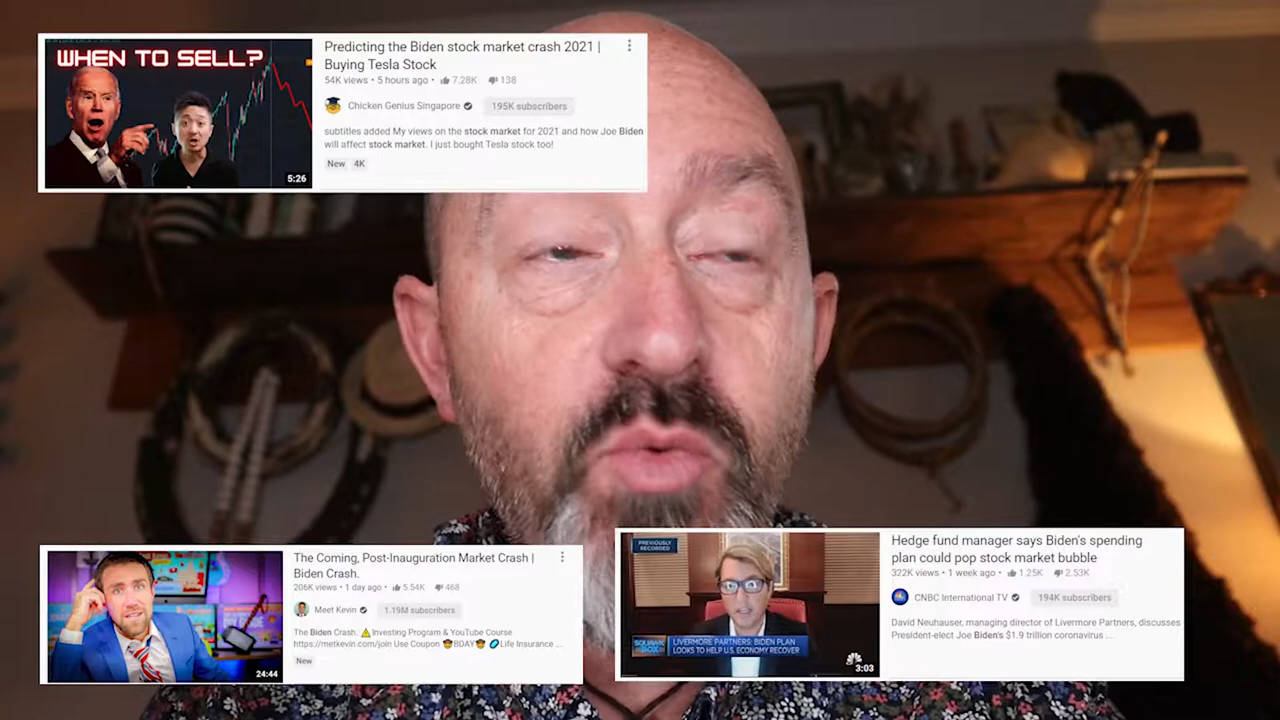 WHEN TO SELL?
5:26
Predicting the Biden stock market crash 2021 |
Buying Tesla Stock
54K views • 5 hours ago • 7.28K 138
Chicken Genius Singapore 195K subscribers
subtitles added My views on the stock market for 2021 and how Joe Biden
will affect stock market. I just bought Tesla stock too!
New 4K
24:44
The Coming, Post-Inauguration Market Crash |
Biden Crash.
206K views • 1 day ago • 5.54K 468
Meet Kevin 1.19M subscribers
The Biden Crash. ⚠️Investing Program & YouTube Course
https://metkevin.com/join Use Coupon 🤠BDAY🤠 Life Insurance ...
New
PREVIOUSLY
RECORDED
SQUAWK
BOX
LIVERMORE PARTNERS: BIDEN PLAN
LOOKS TO HELP U.S. ECONOMY RECOVER
3:03
Hedge fund manager says Biden's spending
plan could pop stock market bubble
322K views • 1 week ago • 1.25K 2.53K
CNBC International TV 194K subscribers
David Neuhauser, managing director of Livermore Partners, discusses
President-elect Joe Biden's $1.9 trillion coronavirus ...